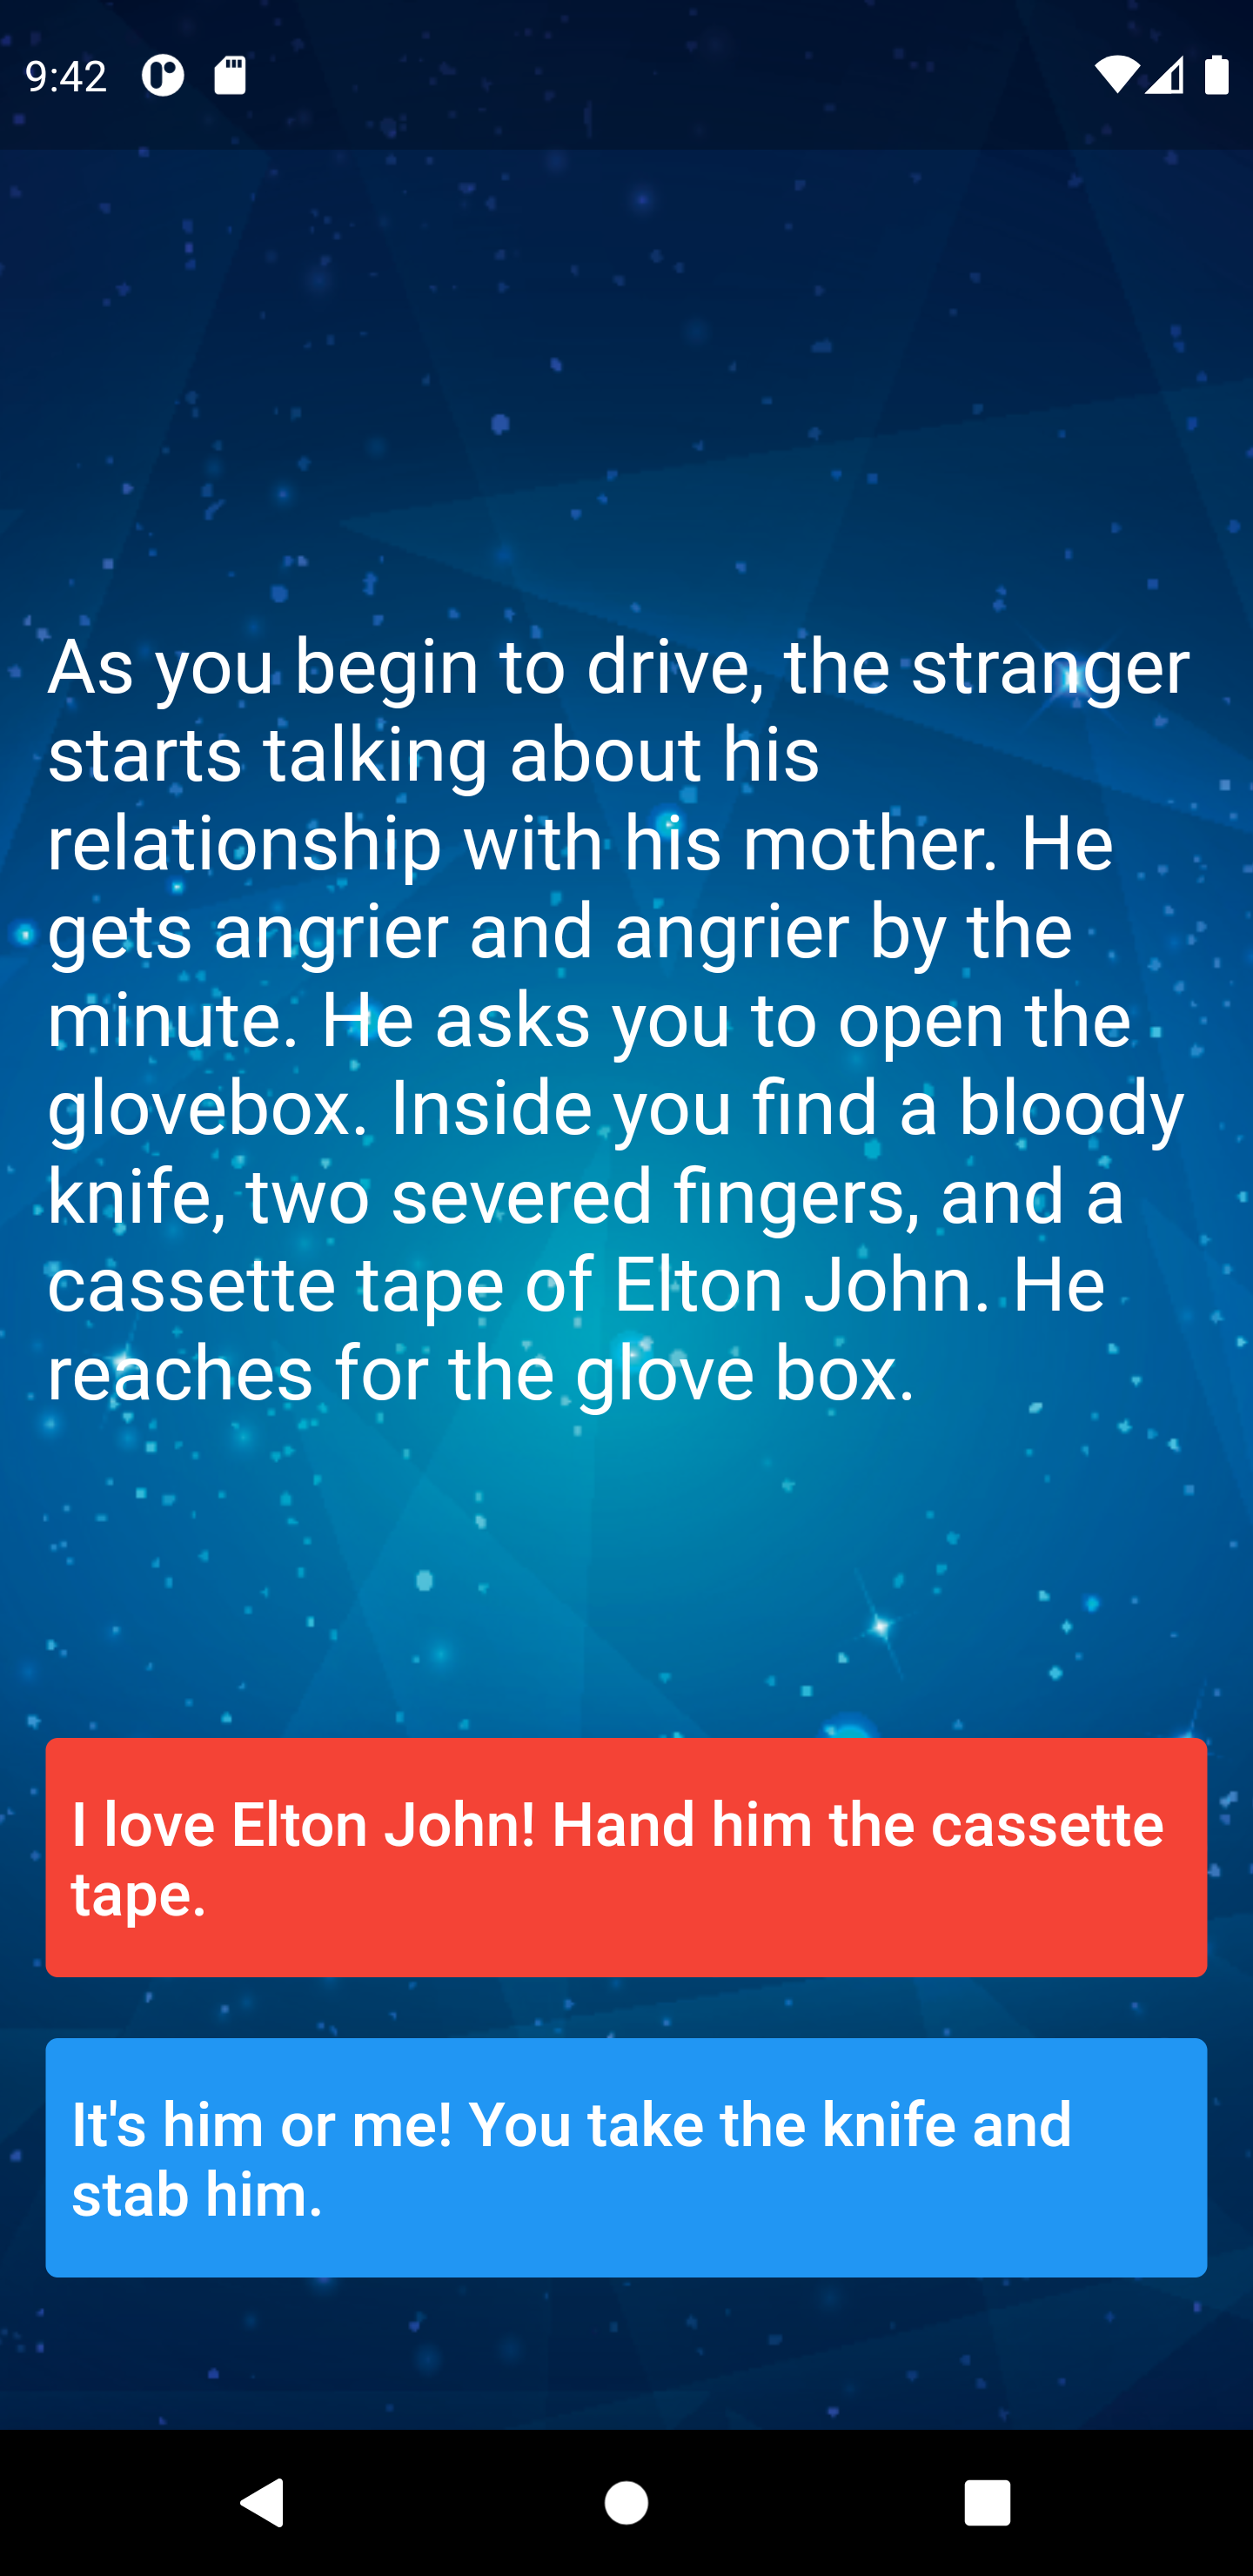 9:42
As you begin to drive, the stranger
starts talking about his
relationship with his mother. He
gets angrier and angrier by the
minute. He asks you to open the
glovebox. Inside you find a bloody
knife, two severed fingers, and a
cassette tape of Elton John. He
reaches for the glove box.
I love Elton John! Hand him the cassette
tape.
It's him or me! You take the knife and
stab him.